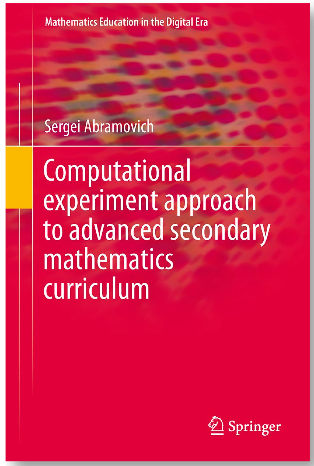 Mathematics Education in the Digital Era
Sergei Abramovich
Computational
experiment approach
to advanced secondary
mathematics
curriculum
Springer